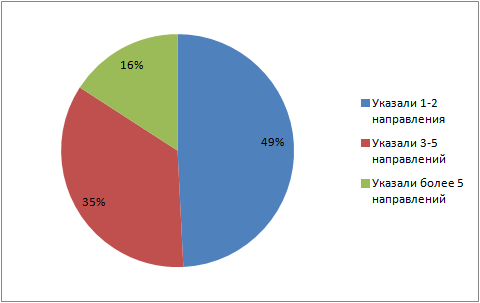 16%
49%
35%
Указали 1-2
направления
Указали 3-5
направлений
Указали более 5
направлений